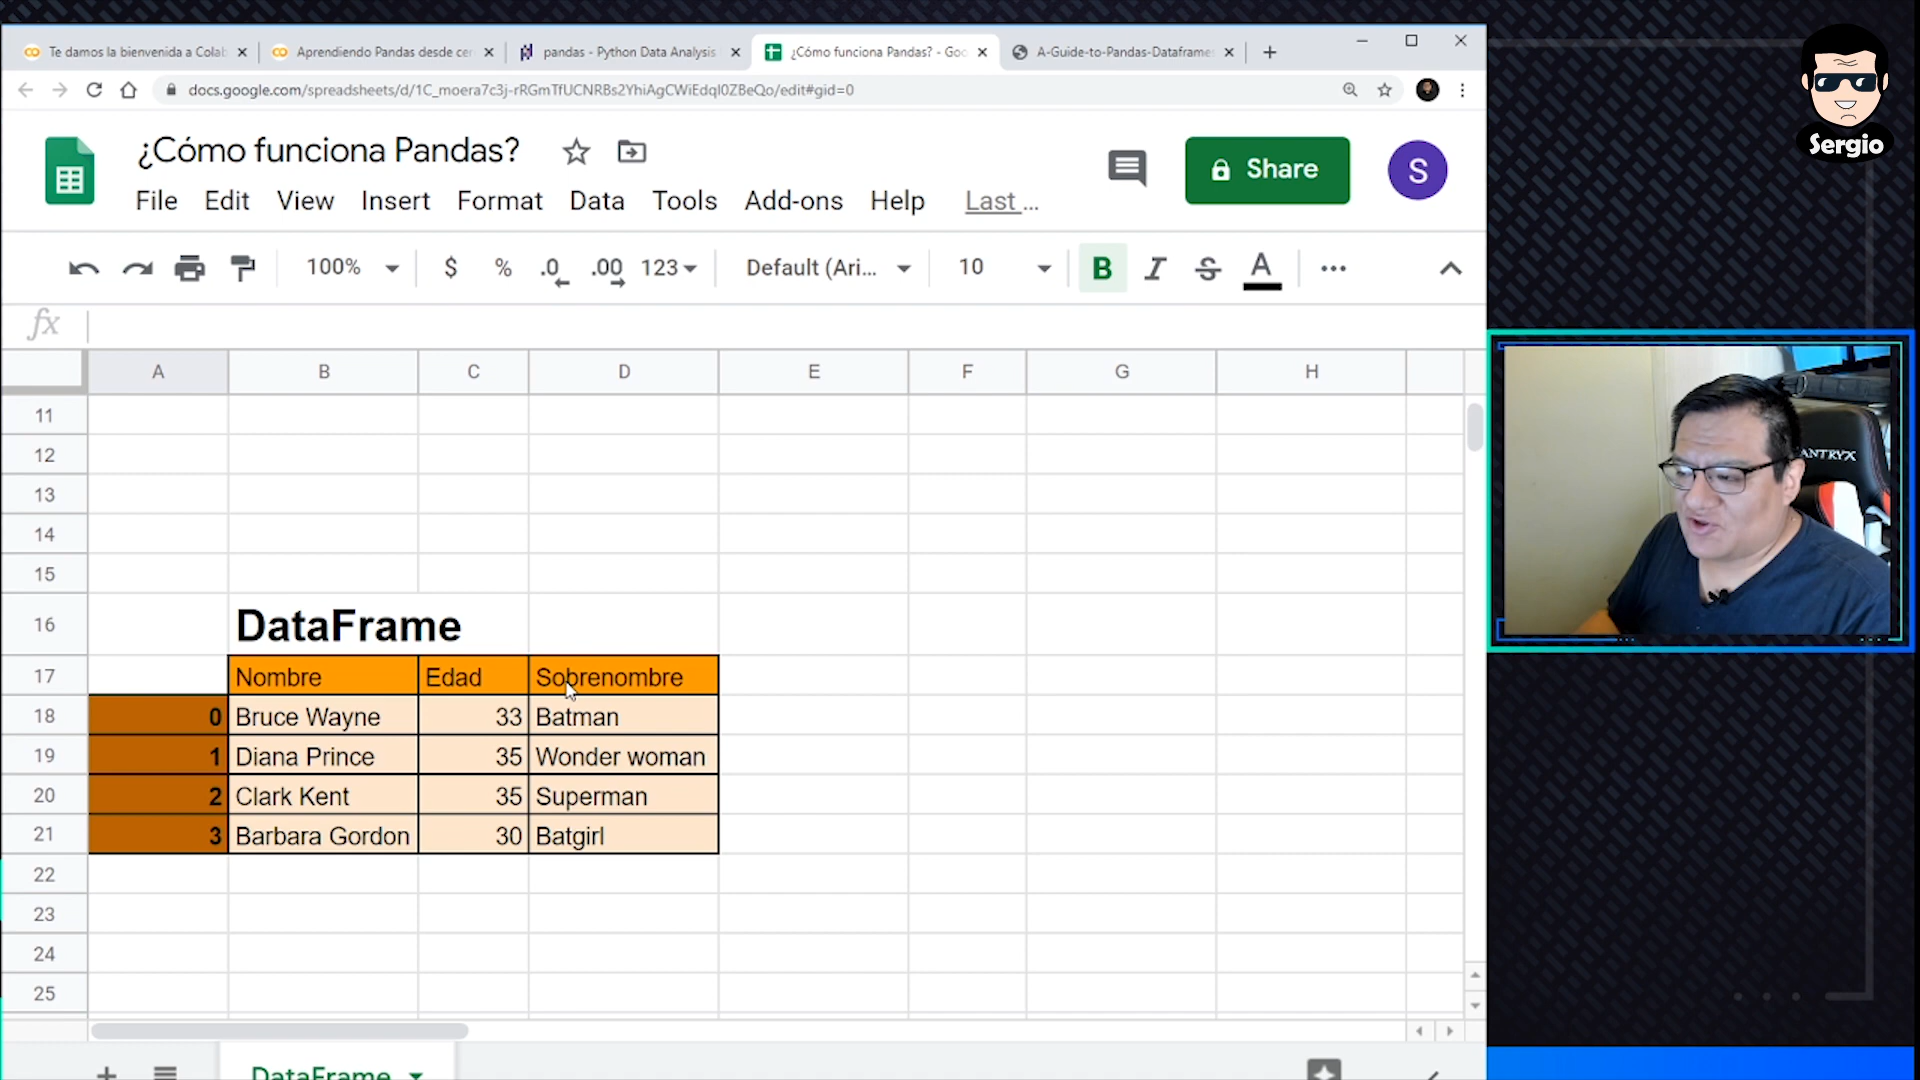 Te damos la bienvenida a Colab
Aprendiendo Pandas desde cer
pandas - Python Data Analysis
¿Cómo funciona Pandas? - Goo
A-Guide-to-Pandas-Dataframe
docs.google.com/spreadsheets/d/1C_moera7c3j-rRGmTfUCNRBs2YhiAgCWiEdqI0ZBeQo/edit#gid=0
Sergio
¿Cómo funciona Pandas?
Share
S
File Edit View Insert Format Data Tools Add-ons Help Last ...
100% $ % .0 .00 123 Default (Ari... 10 B I S A
fx
A B C D E F G H
11
12
13
14
15
16 DataFrame
17 Nombre Edad Sobrenombre
18 0 Bruce Wayne 33 Batman
19 1 Diana Prince 35 Wonder woman
20 2 Clark Kent 35 Superman
21 3 Barbara Gordon 30 Batgirl
22
23
24
25
DataFrame
ANTRYX